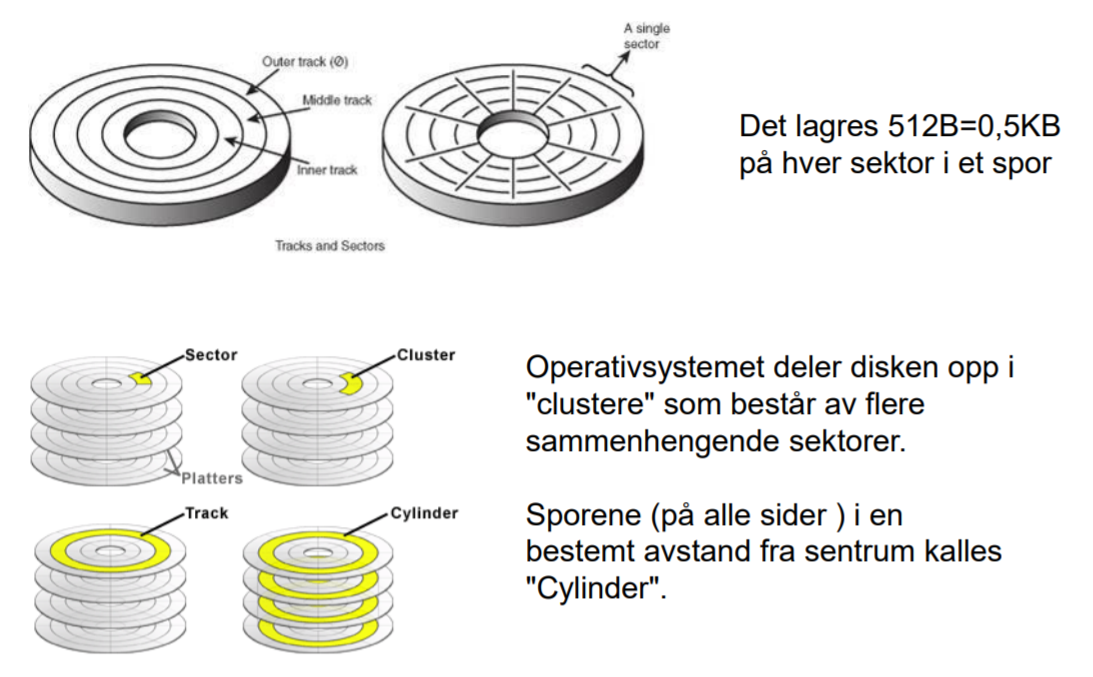 A single
sector
Outer track (Ø)
Middle track
Inner track
Tracks and Sectors
Det lagres 512B=0,5KB
på hver sektor i et spor
Sector
Cluster
Platters
Operativsystemet deler disken opp i
"clustere" som består av flere
sammenhengende sektorer.
Track
Cylinder
Sporene (på alle sider ) i en
bestemt avstand fra sentrum kalles
"Cylinder".